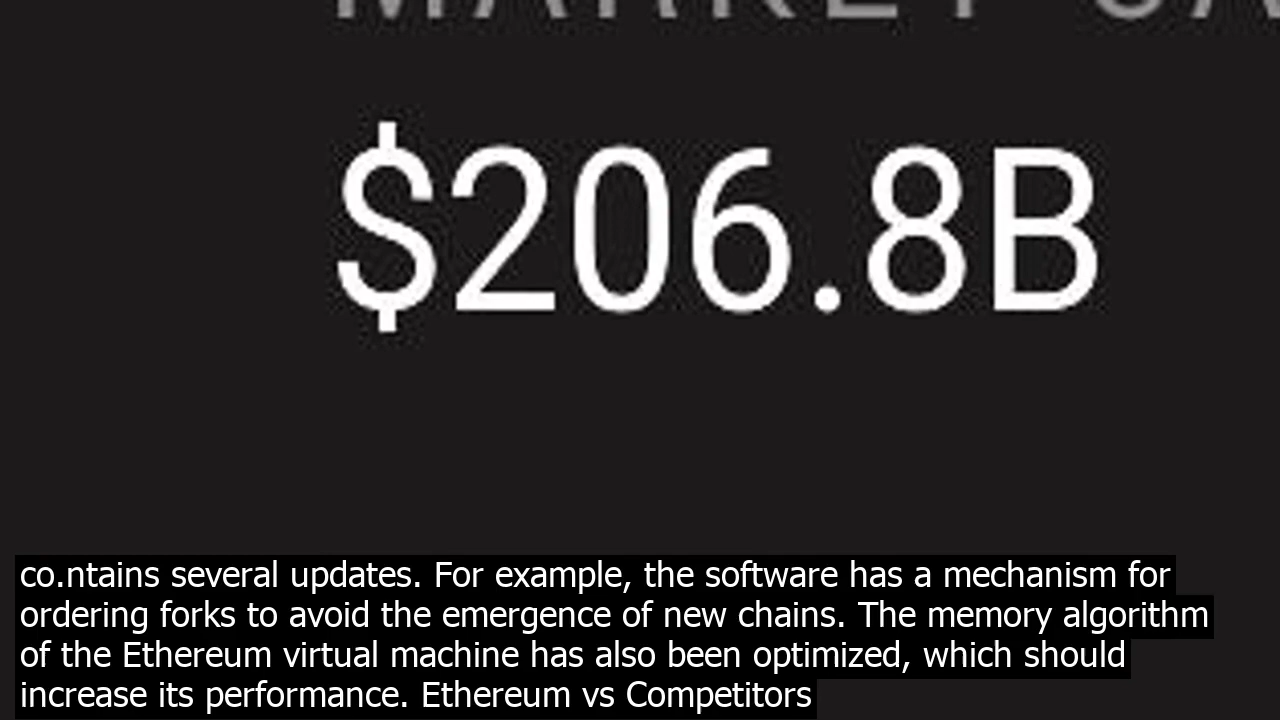 MARKET CA
$206.8B
co.ntains several updates. For example, the software has a mechanism for
ordering forks to avoid the emergence of new chains. The memory algorithm
of the Ethereum virtual machine has also been optimized, which should
increase its performance. Ethereum vs Competitors